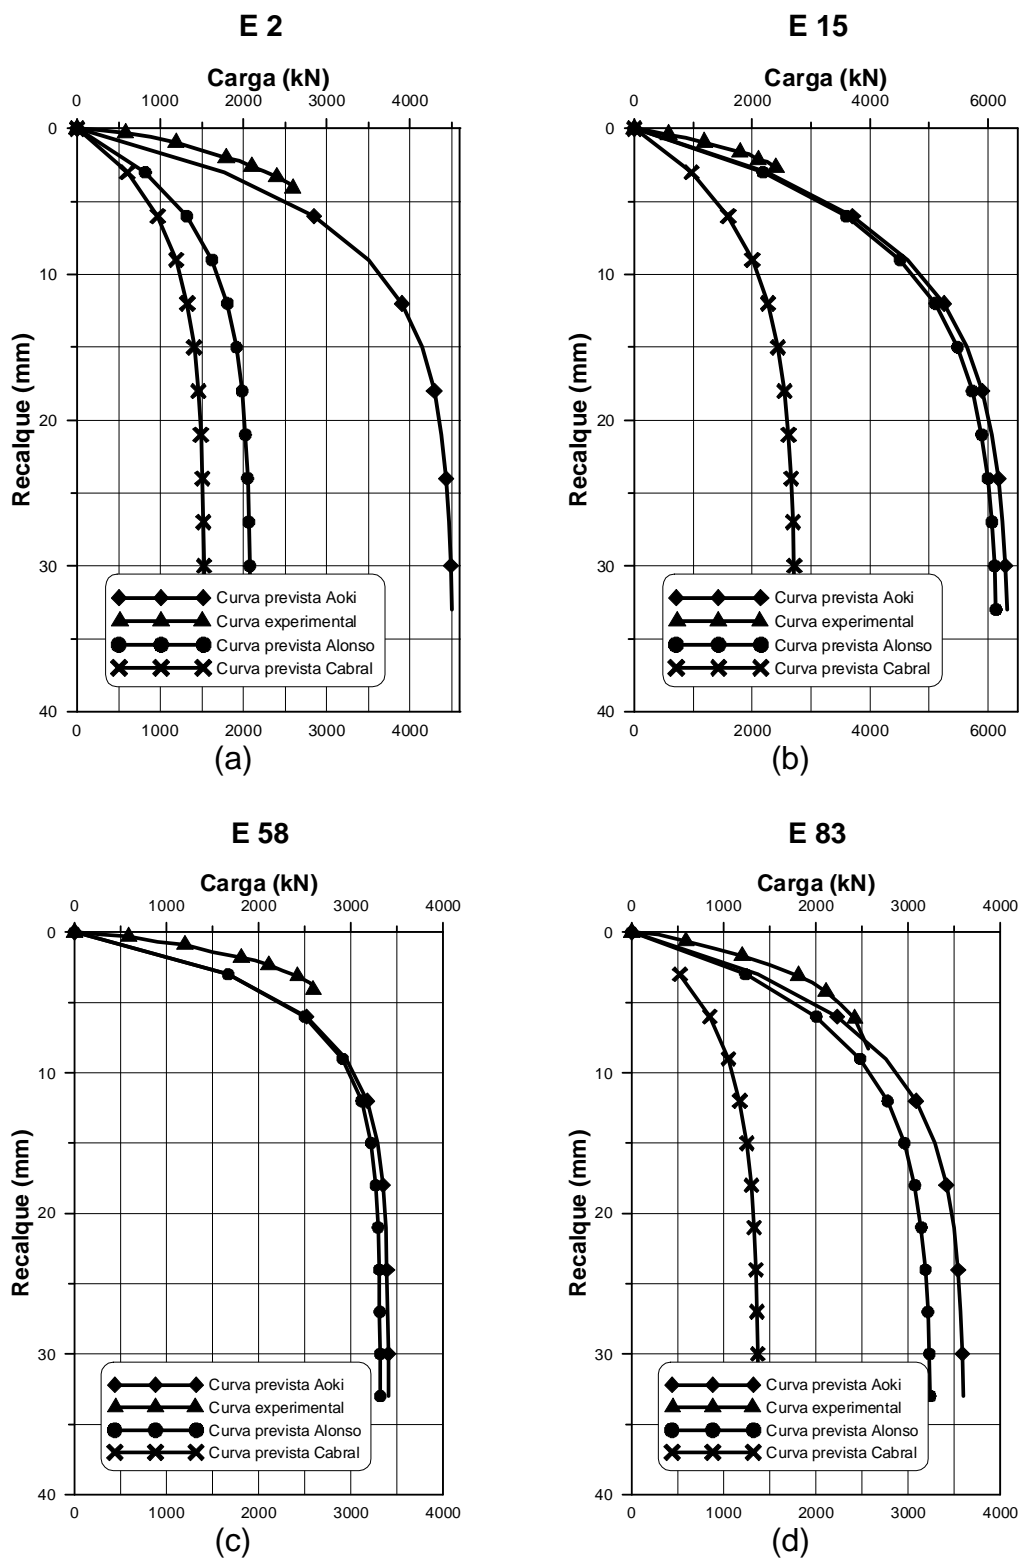 E 2
Carga (kN)
0 1000 2000 3000 4000
0
10
20
30
40
Recalque (mm)
Curva prevista Aoki
Curva experimental
Curva prevista Alonso
Curva prevista Cabral
0 1000 2000 3000 4000
(a)
E 15
Carga (kN)
0 2000 4000 6000
0
10
20
30
40
Recalque (mm)
Curva prevista Aoki
Curva experimental
Curva prevista Alonso
Curva prevista Cabral
0 2000 4000 6000
(b)
E 58
Carga (kN)
0 1000 2000 3000 4000
0
10
20
30
40
Recalque (mm)
Curva prevista Aoki
Curva experimental
Curva prevista Alonso
Curva prevista Cabral
0 1000 2000 3000 4000
(c)
E 83
Carga (kN)
0 1000 2000 3000 4000
0
10
20
30
40
Recalque (mm)
Curva prevista Aoki
Curva experimental
Curva prevista Alonso
Curva prevista Cabral
0 1000 2000 3000 4000
(d)